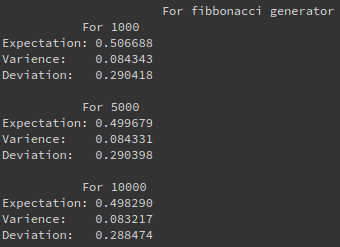 For fibbonacci generator
For 1000
Expectation: 0.506688
Varience: 0.084343
Deviation: 0.290418
For 5000
Expectation: 0.499679
Varience: 0.084331
Deviation: 0.290398
For 10000
Expectation: 0.498290
Varience: 0.083217
Deviation: 0.288474